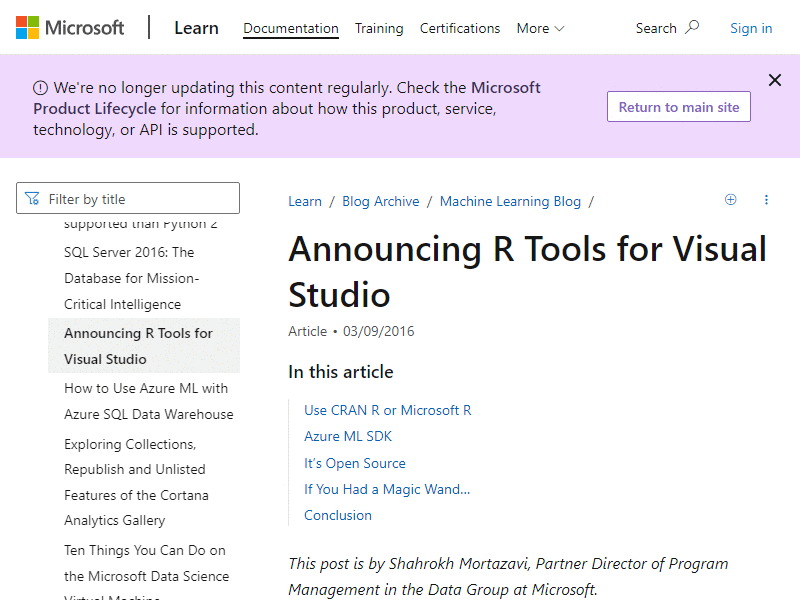 Microsoft
Learn
Documentation
Training
Certifications
More
Search
Sign in
We're no longer updating this content regularly. Check the Microsoft
Product Lifecycle for information about how this product, service,
technology, or API is supported.
Return to main site
Filter by title
supported than Python 2
SQL Server 2016: The
Database for Mission-
Critical Intelligence
Announcing R Tools for
Visual Studio
How to Use Azure ML with
Azure SQL Data Warehouse
Exploring Collections,
Republish and Unlisted
Features of the Cortana
Analytics Gallery
Ten Things You Can Do on
the Microsoft Data Science
Virtual Machine
Learn / Blog Archive / Machine Learning Blog /
Announcing R Tools for Visual
Studio
Article • 03/09/2016
In this article
Use CRAN R or Microsoft R
Azure ML SDK
It's Open Source
If You Had a Magic Wand…
Conclusion
This post is by Shahrokh Mortazavi, Partner Director of Program
Management in the Data Group at Microsoft.